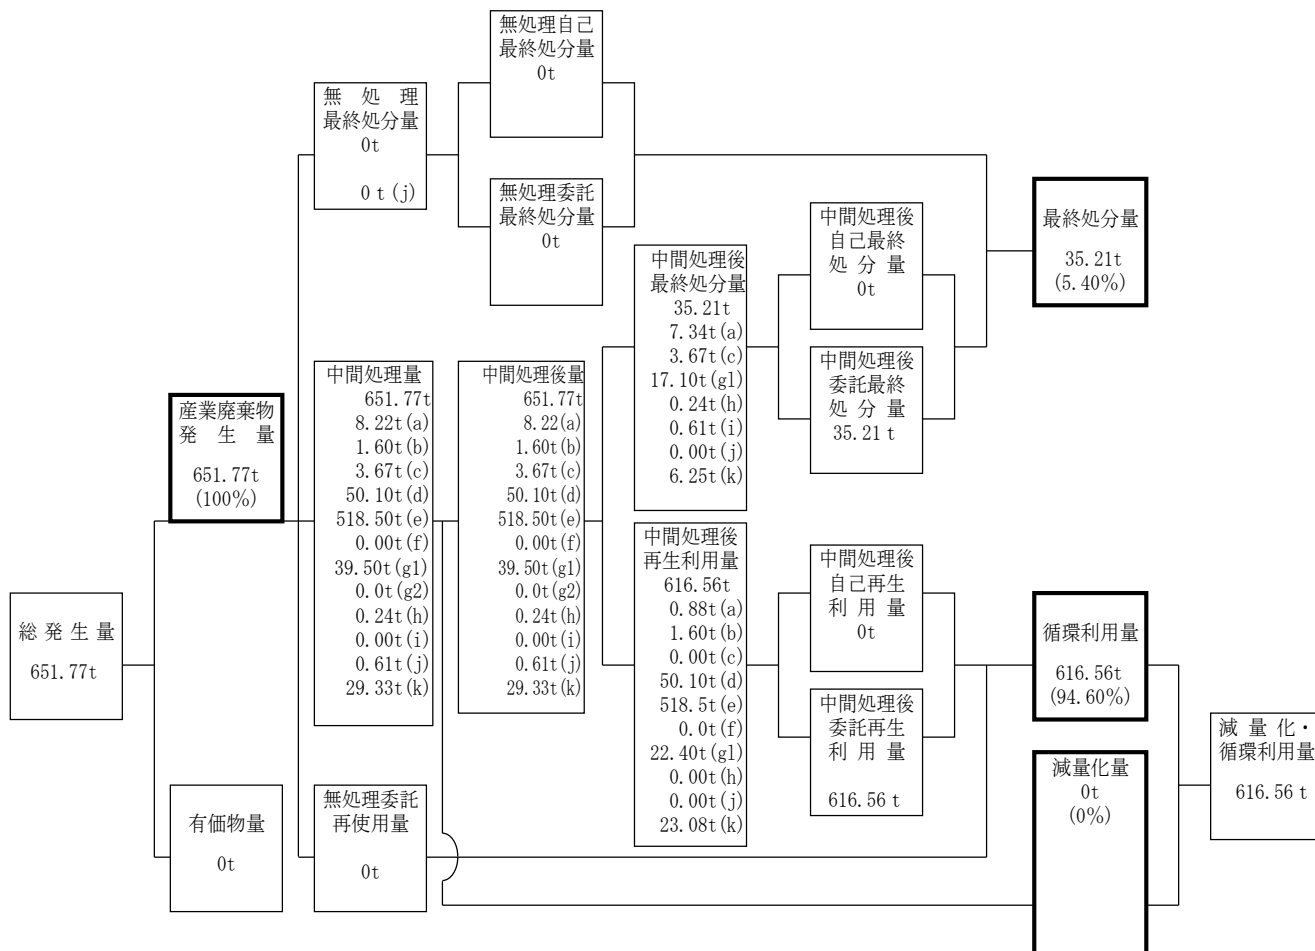 無処理自己
最終処分量
0t
無　処　理
最終処分量
0t
0 t (j)
無処理委託
最終処分量
0t
中間処理後
自己最終
処 分 量
0t
最終処分量
35.21t
(5.40%)
中間処理後
最終処分量
35.21t
7.34t(a)
3.67t(c)
17.10t(gl)
0.24t(h)
0.61t(i)
0.00t(j)
6.25t(k)
中間処理後
委託最終
処 分 量
35.21 t
産業廃棄物
発　生　量
651.77t
(100%)
中間処理量
651.77t
8.22t(a)
1.60t(b)
3.67t(c)
50.10t(d)
518.50t(e)
0.00t(f)
39.50t(g1)
0.0t(g2)
0.24t(h)
0.00t(i)
0.61t(j)
29.33t(k)
中間処理後量
651.77t
8.22(a)
1.60t(b)
3.67t(c)
50.10t(d)
518.50t(e)
0.00t(f)
39.50t(g1)
0.0t(g2)
0.24t(h)
0.00t(i)
0.61t(j)
29.33t(k)
中間処理後
再生利用量
616.56t
0.88t(a)
1.60t(b)
0.00t(c)
50.10t(d)
518.5t(e)
0.0t(f)
22.40t(gl)
0.00t(h)
0.00t(j)
23.08t(k)
中間処理後
自己再生
利 用 量
0t
中間処理後
委託再生
利 用 量
616.56 t
総 発 生 量
651.77t
循環利用量
616.56t
(94.60%)
減 量 化・
循環利用量
616.56 t
減量化量
0t
(0%)
有価物量
0t
無処理委託
再使用量
0t